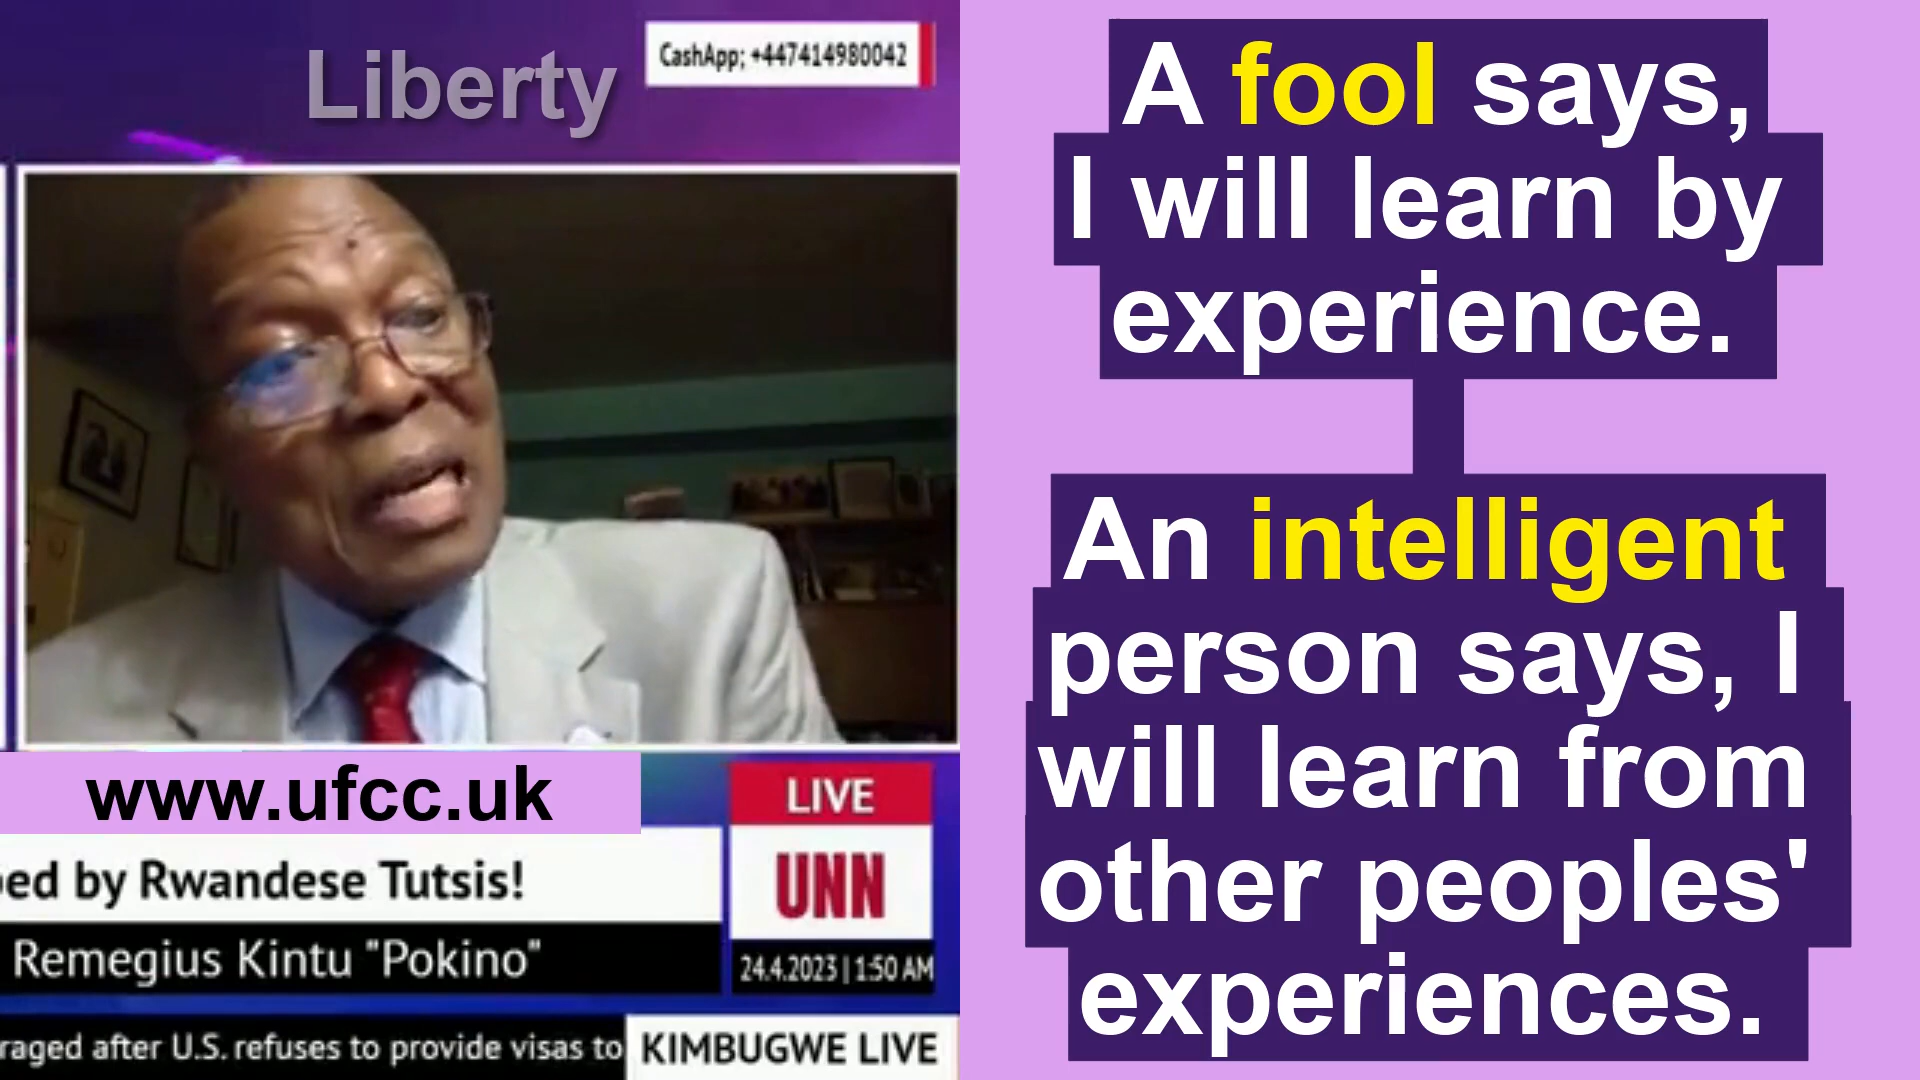 Liberty
CashApp; +447414980042
www.ufcc.uk
by Rwandese Tutsis!
Remegius Kintu "Pokino"
LIVE
UNN
24.4.2023 | 1:50 AM
after U.S. refuses to provide visas to
KIMBUGWE LIVE
A fool says,
I will learn by
experience.
An intelligent
person says, I
will learn from
other peoples'
experiences.